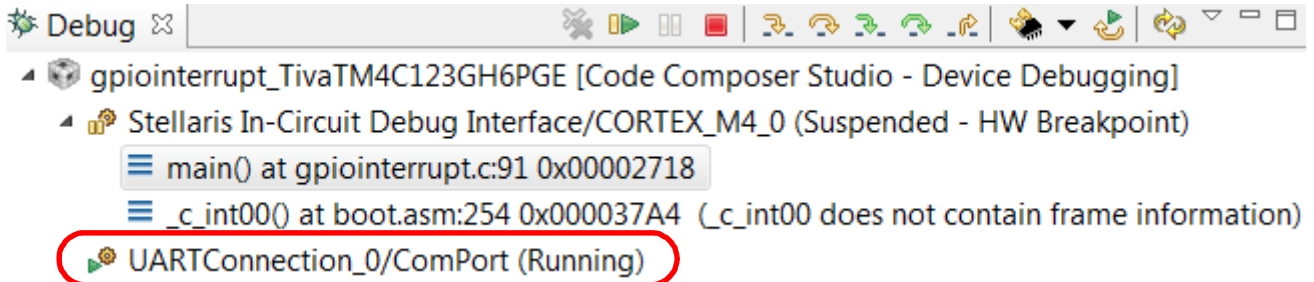 Debug
gpiointerrupt_TivaTM4C123GH6PGE [Code Composer Studio - Device Debugging]
Stellaris In-Circuit Debug Interface/CORTEX_M4_0 (Suspended - HW Breakpoint)
main() at gpiointerrupt.c:91 0x00002718
_c_int00() at boot.asm:254 0x000037A4 (_c_int00 does not contain frame information)
UARTConnection_0/ComPort (Running)